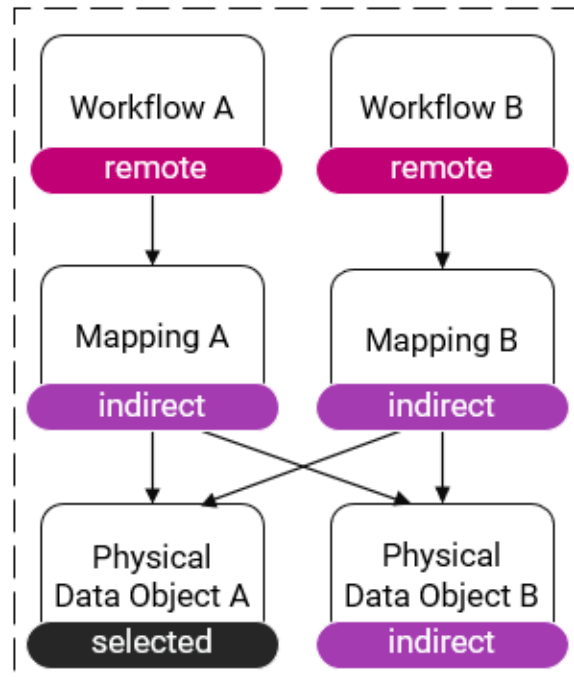 Workflow A
Workflow B
remote
remote
Mapping A
Mapping B
indirect
indirect
Physical
Data Object A
Physical
Data Object B
selected
indirect